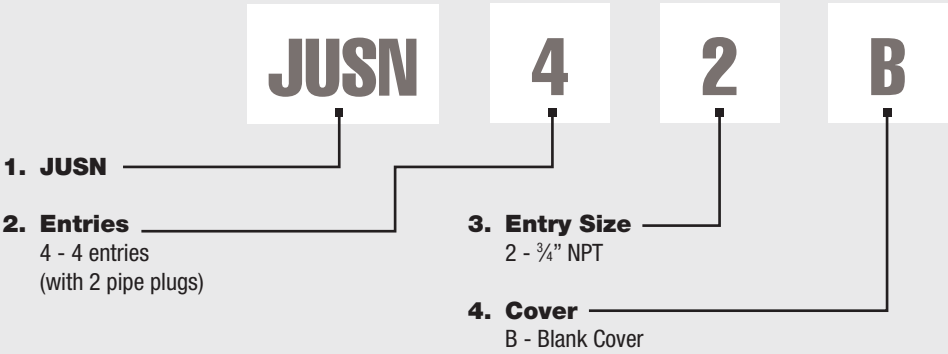 JUSN 4 2 B
1. JUSN
2. Entries
4 - 4 entries
(with 2 pipe plugs)
3. Entry Size
2 - ¾” NPT
4. Cover
B - Blank Cover